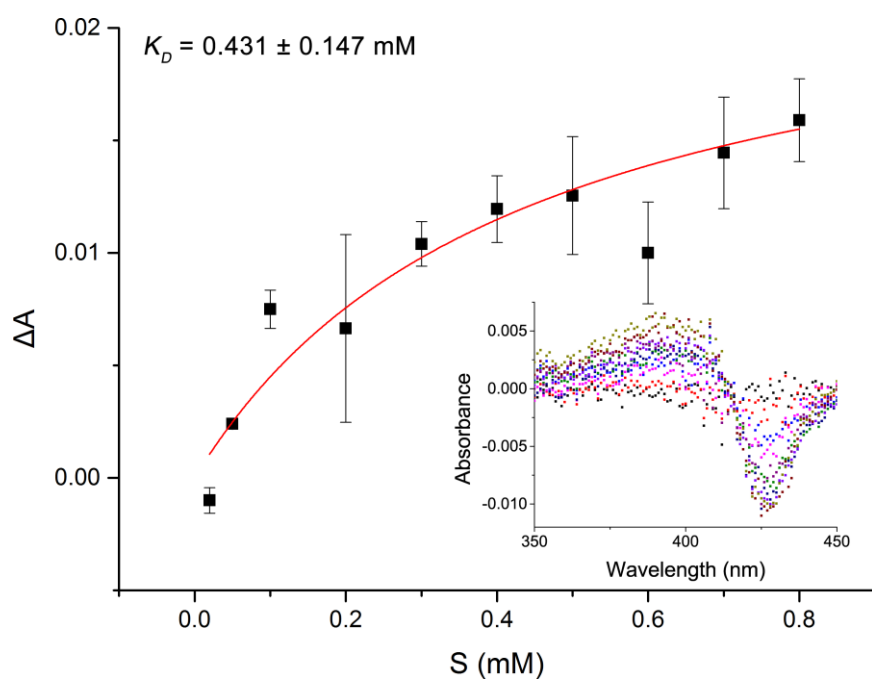 K_D = 0.431 ± 0.147 mM
0.02
0.01
0.00
ΔA
0.0 0.2 0.4 0.6 0.8
S (mM)
0.005
0.000
-0.005
-0.010
Absorbance
350 400 450
Wavelength (nm)